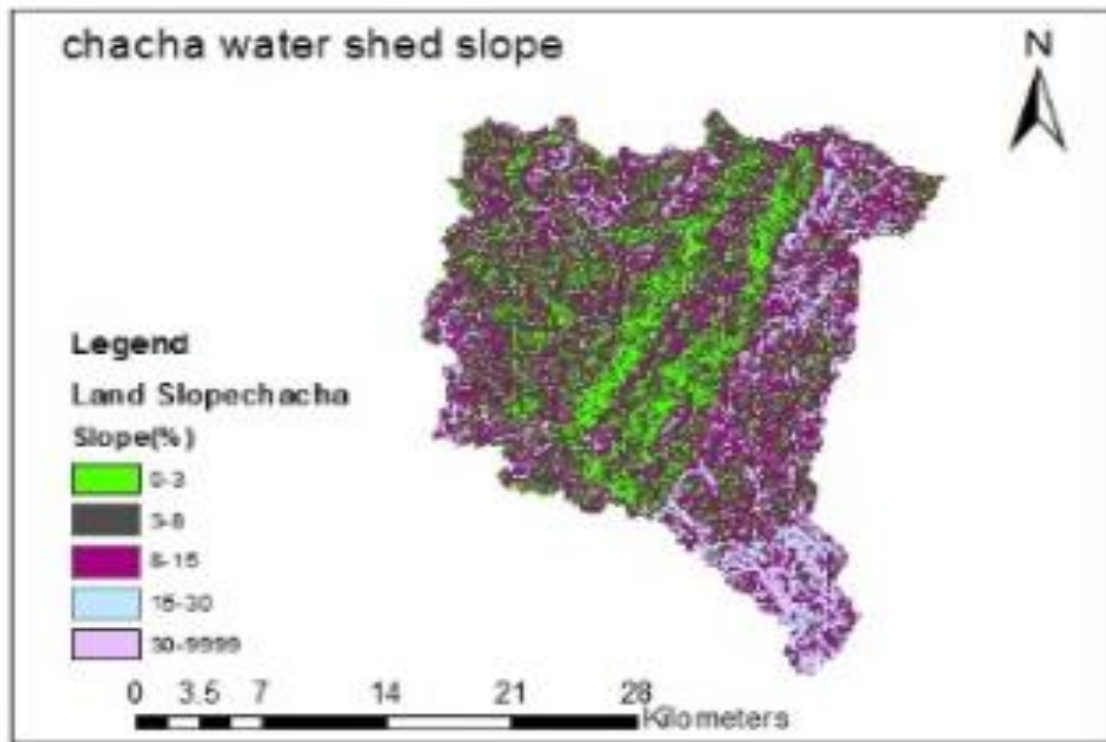 chacha water shed slope
N
Legend
Land Slopechacha
Slope(%)
0-3
3-8
8-15
15-30
30-9999
0 3.5 7 14 21 28
Kilometers